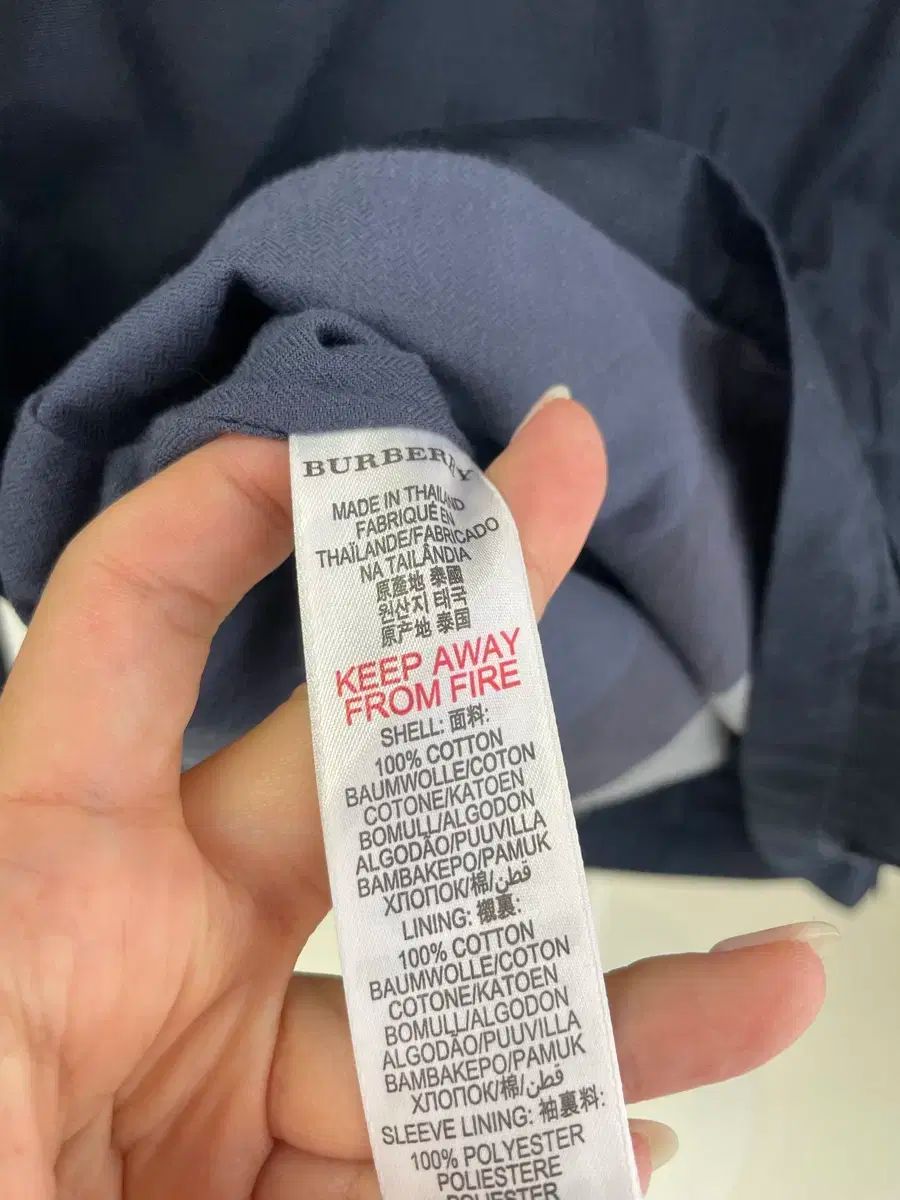 BURBERRY
MADE IN THAILAND
FABRIQUÉ EN
THAÏLANDE/FABRICADO
NA TAILÂNDIA
原產地 泰國
원산지 태국
原产地 泰国
KEEP AWAY
FROM FIRE
SHELL: 面料:
100% COTTON
BAUMWOLLE/COTON
COTONE/KATOEN
BOMULL/ALGODON
ALGODÃO/PUUVILLA
BAMBAKEPO/PAMUK
ХЛОПОК/棉/قطن
LINING: 襯裏:
100% COTTON
BAUMWOLLE/COTON
COTONE/KATOEN
BOMULL/ALGODON
ALGODÃO/PUUVILLA
BAMBAKEPO/PAMUK
ХЛОПОК/棉/قطن
SLEEVE LINING: 袖裏料:
100% POLYESTER
POLIESTERE
POLYESTER